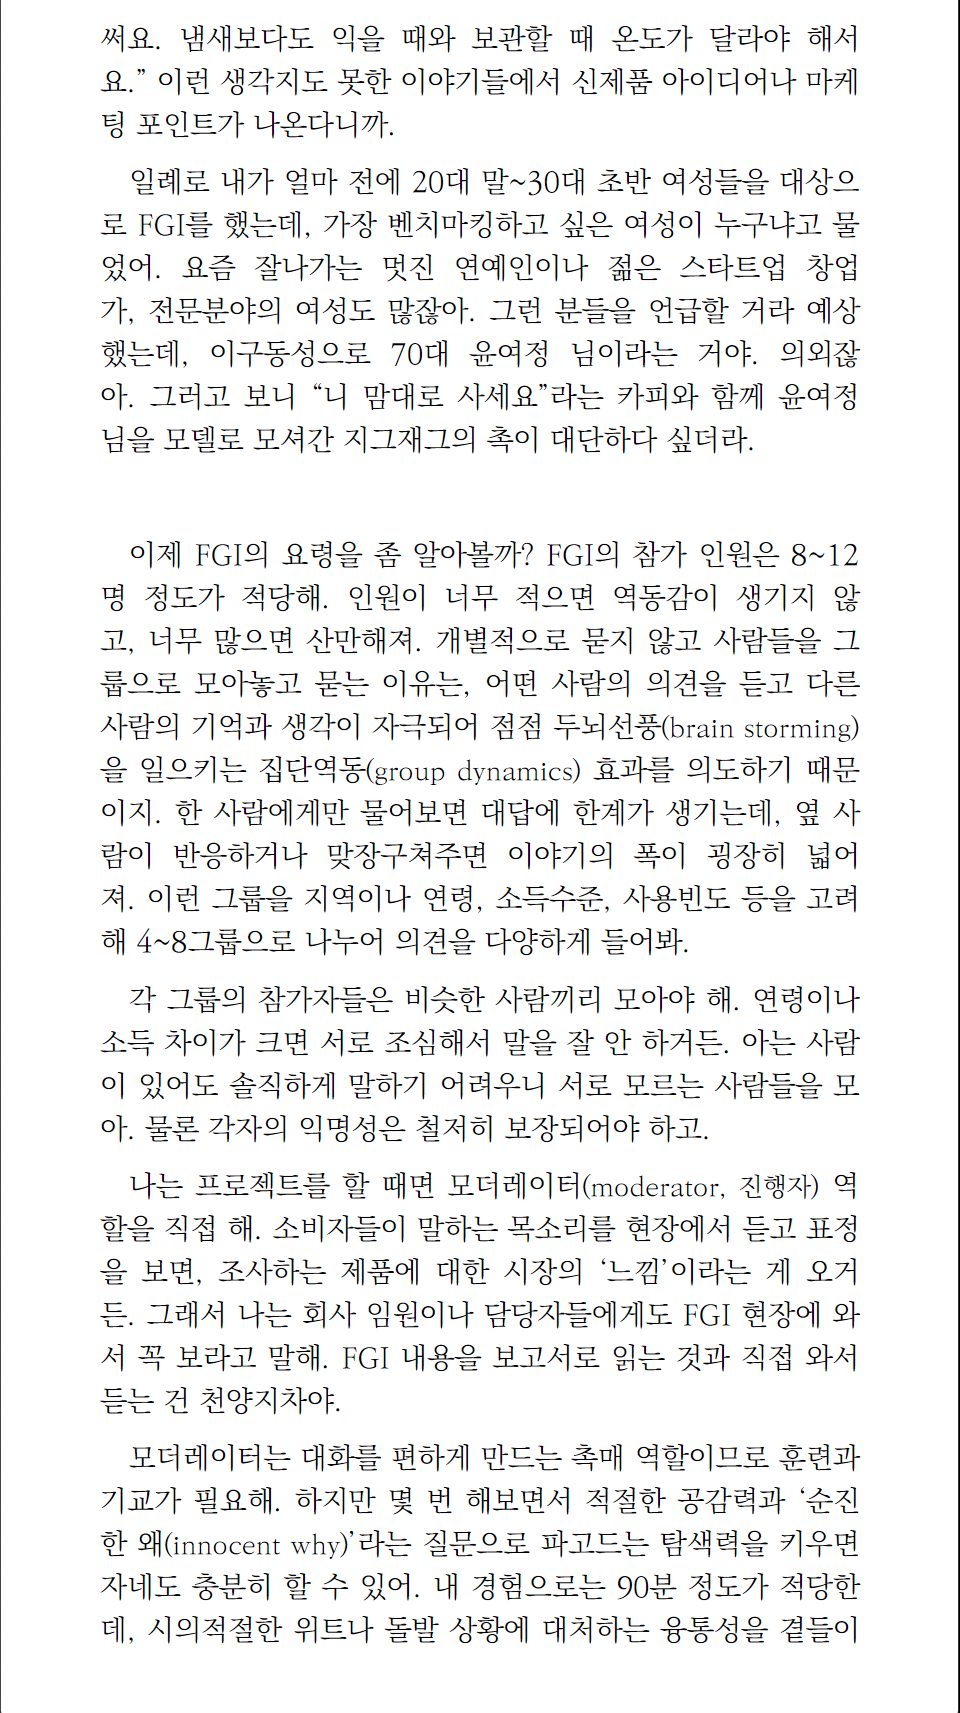 써요. 냄새보다도 익을 때와 보관할 때 온도가 달라야 해서
요.” 이런 생각지도 못한 이야기들에서 신제품 아이디어나 마케
팅 포인트가 나온다니까.
일례로 내가 얼마 전에 20대 말~30대 초반 여성들을 대상으
로 FGI를 했는데, 가장 벤치마킹하고 싶은 여성이 누구냐고 물
었어. 요즘 잘나가는 멋진 연예인이나 젊은 스타트업 창업
가, 전문분야의 여성도 많잖아. 그런 분들을 언급할 거라 예상
했는데, 이구동성으로 70대 윤여정 님이라는 거야. 의외잖
아. 그러고 보니 “니 맘대로 사세요”라는 카피와 함께 윤여정
님을 모델로 모셔간 지그재그의 촉이 대단하다 싶더라.
이제 FGI의 요령을 좀 알아볼까? FGI의 참가 인원은 8~12
명 정도가 적당해. 인원이 너무 적으면 역동감이 생기지 않
고, 너무 많으면 산만해져. 개별적으로 묻지 않고 사람들을 그
룹으로 모아놓고 묻는 이유는, 어떤 사람의 의견을 듣고 다른
사람의 기억과 생각이 자극되어 점점 두뇌선풍(brain storming)
을 일으키는 집단역동(group dynamics) 효과를 의도하기 때문
이지. 한 사람에게만 물어보면 대답에 한계가 생기는데, 옆 사
람이 반응하거나 맞장구쳐주면 이야기의 폭이 굉장히 넓어
져. 이런 그룹을 지역이나 연령, 소득수준, 사용빈도 등을 고려
해 4~8그룹으로 나누어 의견을 다양하게 들어봐.
각 그룹의 참가자들은 비슷한 사람끼리 모아야 해. 연령이나
소득 차이가 크면 서로 조심해서 말을 잘 안 하거든. 아는 사람
이 있어도 솔직하게 말하기 어려우니 서로 모르는 사람들을 모
아. 물론 각자의 익명성은 철저히 보장되어야 하고.
나는 프로젝트를 할 때면 모더레이터(moderator, 진행자) 역
할을 직접 해. 소비자들이 말하는 목소리를 현장에서 듣고 표정
을 보면, 조사하는 제품에 대한 시장의 ‘느낌’이라는 게 오거
든. 그래서 나는 회사 임원이나 담당자들에게도 FGI 현장에 와
서 꼭 보라고 말해. FGI 내용을 보고서로 읽는 것과 직접 와서
듣는 건 천양지차야.
모더레이터는 대화를 편하게 만드는 촉매 역할이므로 훈련과
기교가 필요해. 하지만 몇 번 해보면서 적절한 공감력과 ‘순진
한 왜(innocent why)’라는 질문으로 파고드는 탐색력을 키우면
자네도 충분히 할 수 있어. 내 경험으로는 90분 정도가 적당한
데, 시의적절한 위트나 돌발 상황에 대처하는 융통성을 곁들이